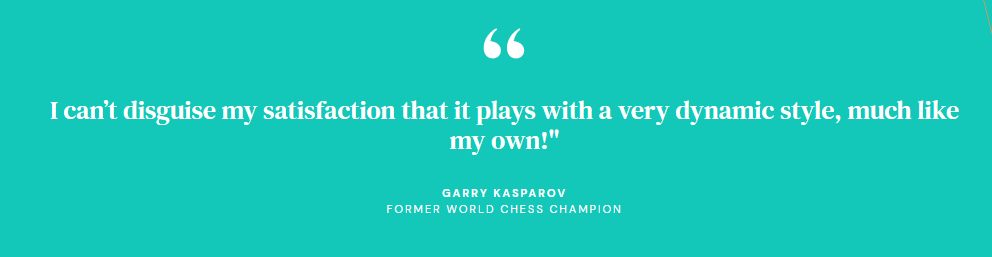 “
I can’t disguise my satisfaction that it plays with a very dynamic style, much like
my own!"
GARRY KASPAROV
FORMER WORLD CHESS CHAMPION